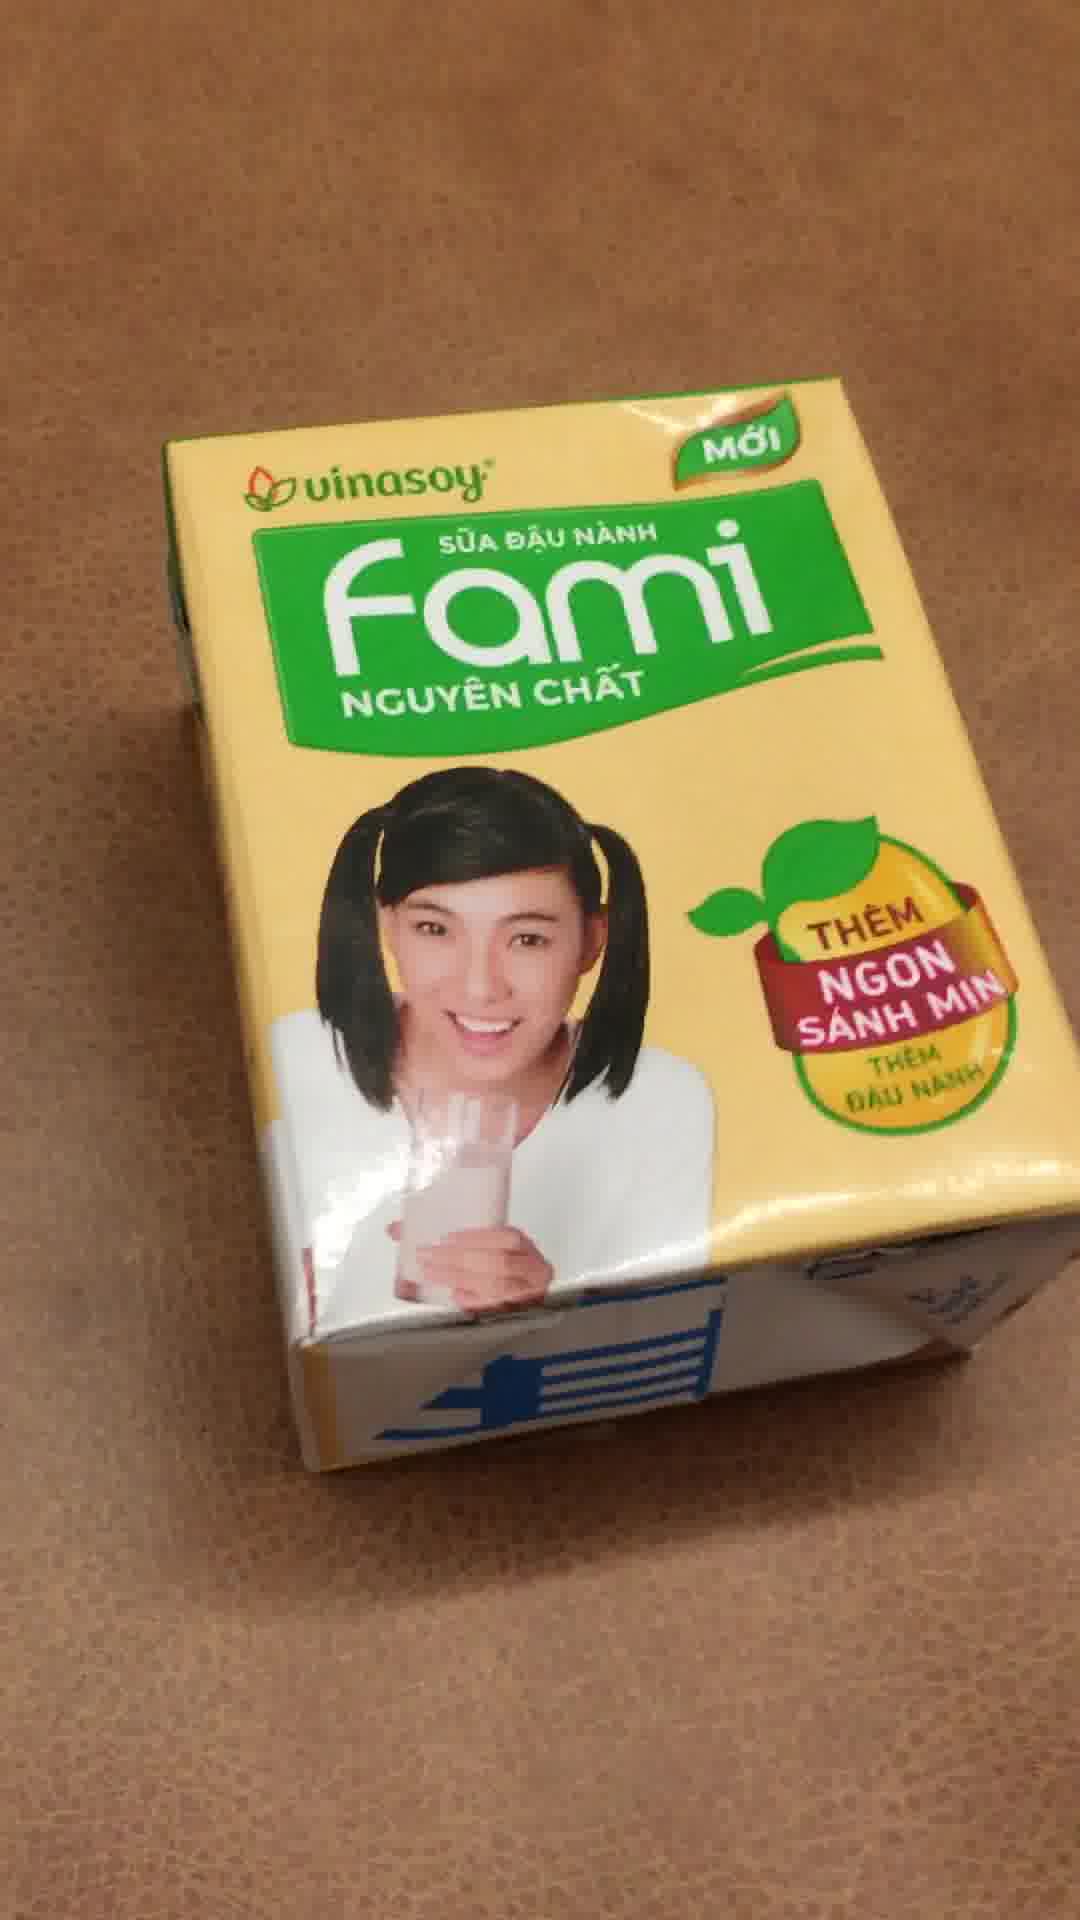 vinasoy
MỚI
SỮA ĐẬU NÀNH
Fami
NGUYÊN CHẤT
THÊM
NGON
SÁNH MỊN
THÊM
ĐẬU NÀNH